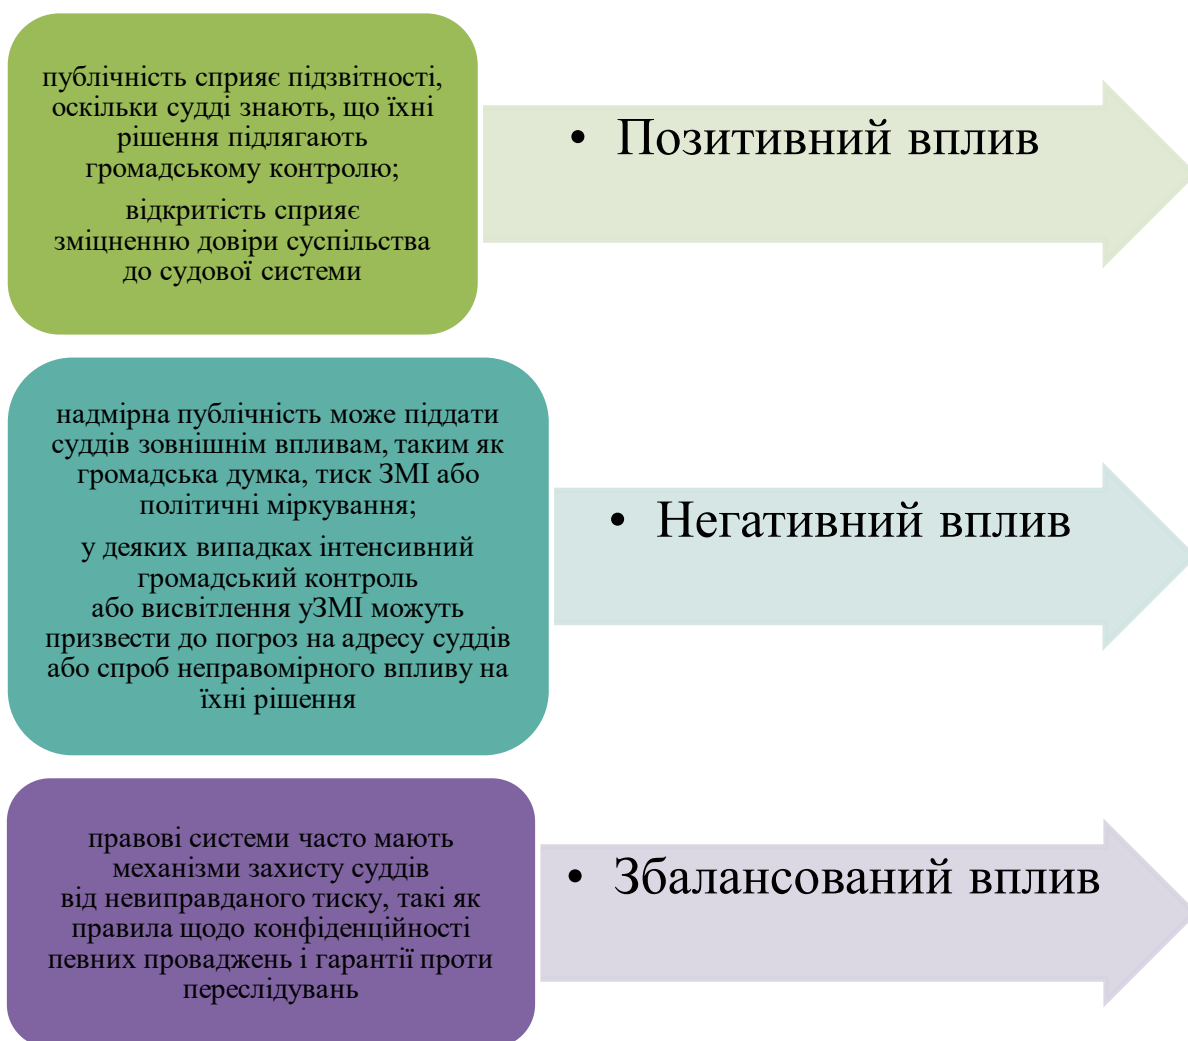 публічність сприяє підзвітності,
оскільки судді знають, що їхні
рішення підлягають
громадському контролю;
відкритість сприяє
зміцненню довіри суспільства
до судової системи
• Позитивний вплив
надмірна публічність може піддати
суддів зовнішнім впливам, таким як
громадська думка, тиск ЗМІ або
політичні міркування;
у деяких випадках інтенсивний
громадський контроль
або висвітлення уЗМІ можуть
призвести до погроз на адресу суддів
або спроб неправомірного впливу на
їхні рішення
• Негативний вплив
правові системи часто мають
механізми захисту суддів
від невиправданого тиску, такі як
правила щодо конфіденційності
певних проваджень і гарантії проти
переслідувань
• Збалансований вплив